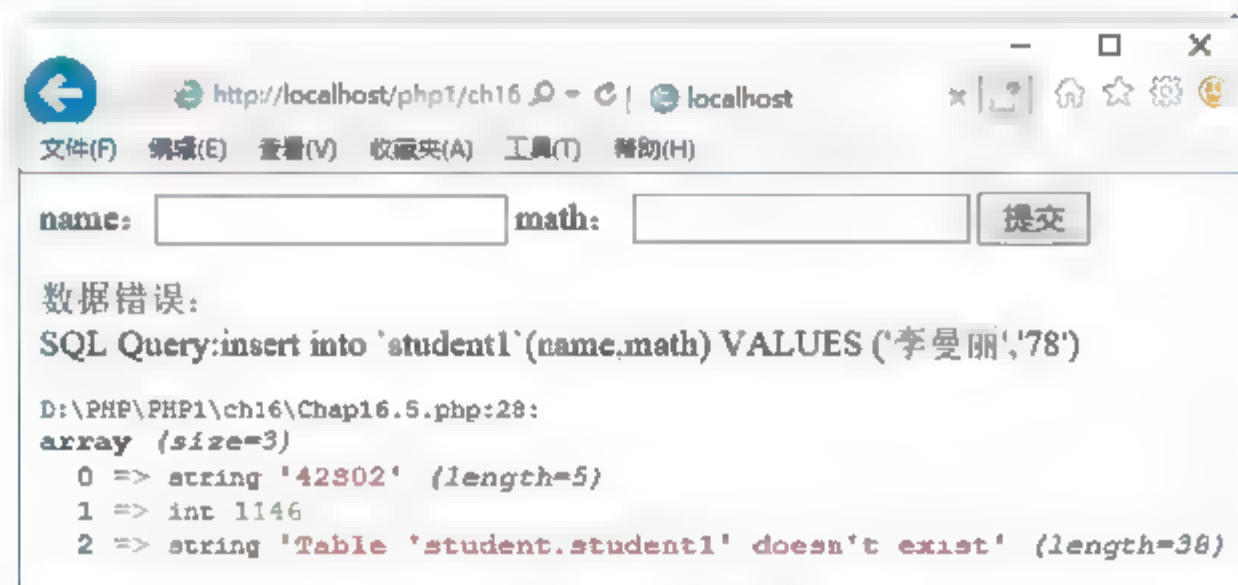 http://localhost/php1/ch16 localhost
文件(F) 编辑(E) 查看(V) 收藏夹(A) 工具(T) 帮助(H)
name： math： 提交
数据错误：
SQL Query:insert into `student1`(name,math) VALUES ('李曼丽','78')
D:\PHP\PHP1\ch16\Chap16.5.php:28:
array (size=3)
0 => string '42S02' (length=5)
1 => int 1146
2 => string 'Table 'student.student1' doesn't exist' (length=38)